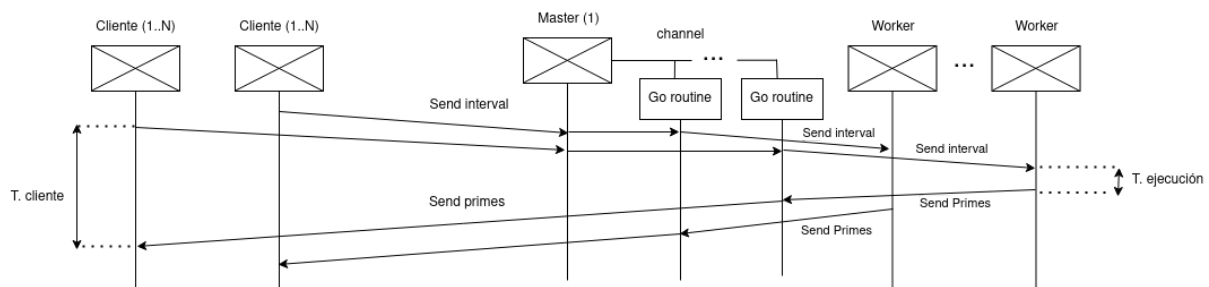 Cliente (1..N)
Cliente (1..N)
Master (1)
channel
...
Worker
Worker
...
Go routine
Go routine
Send interval
Send interval
Send interval
T. cliente
T. ejecución
Send primes
Send Primes
Send Primes